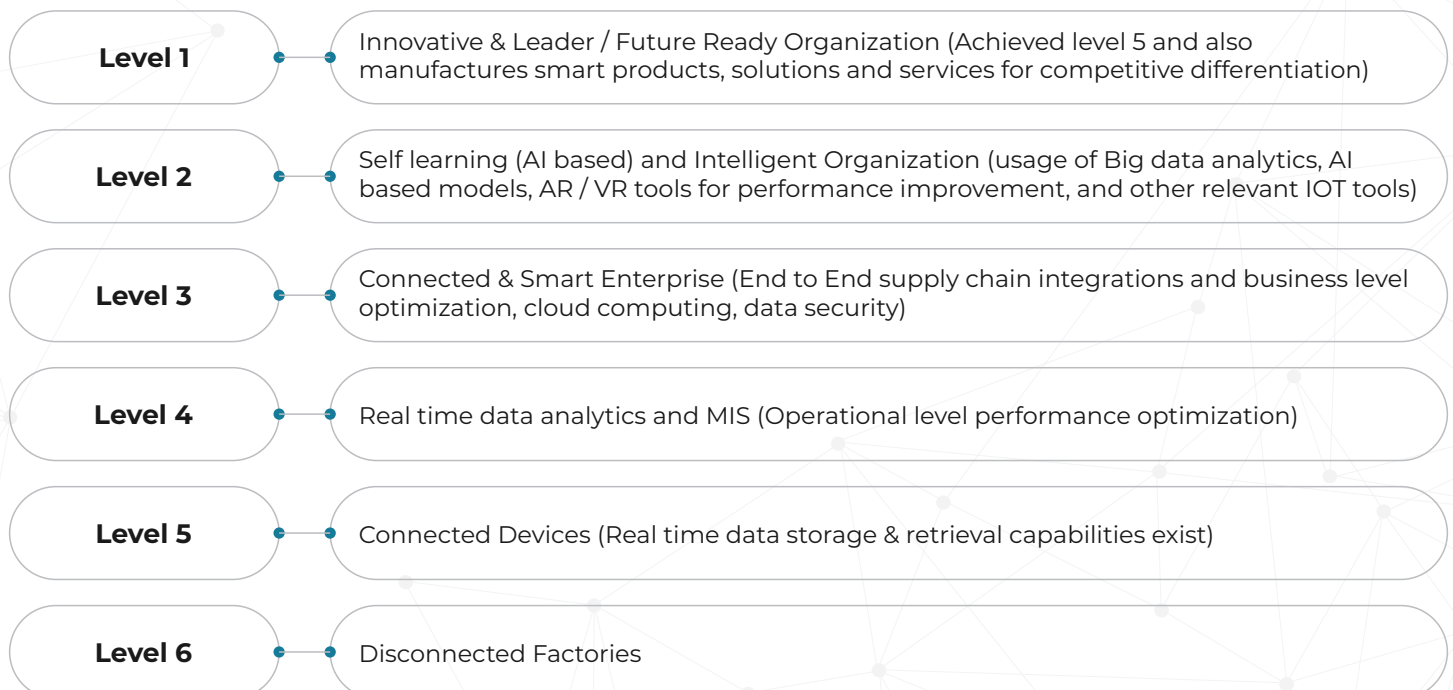 Level 1
Innovative & Leader / Future Ready Organization (Achieved level 5 and also
manufactures smart products, solutions and services for competitive differentiation)
Level 2
Self learning (AI based) and Intelligent Organization (usage of Big data analytics, AI
based models, AR / VR tools for performance improvement, and other relevant IOT tools)
Level 3
Connected & Smart Enterprise (End to End supply chain integrations and business level
optimization, cloud computing, data security)
Level 4
Real time data analytics and MIS (Operational level performance optimization)
Level 5
Connected Devices (Real time data storage & retrieval capabilities exist)
Level 6
Disconnected Factories